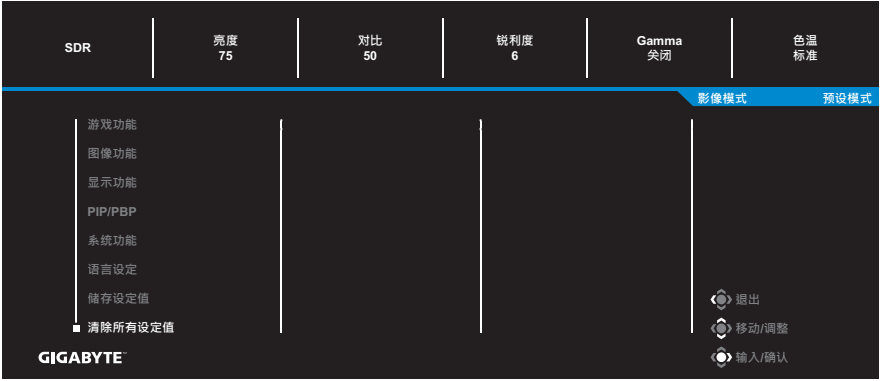 SDR
亮度
75
对比
50
锐利度
6
Gamma
关闭
色温
标准
影像模式 预设模式
游戏功能
图像功能
显示功能
PIP/PBP
系统功能
语言设定
储存设定值
清除所有设定值
退出
移动/调整
输入/确认
GIGABYTE™